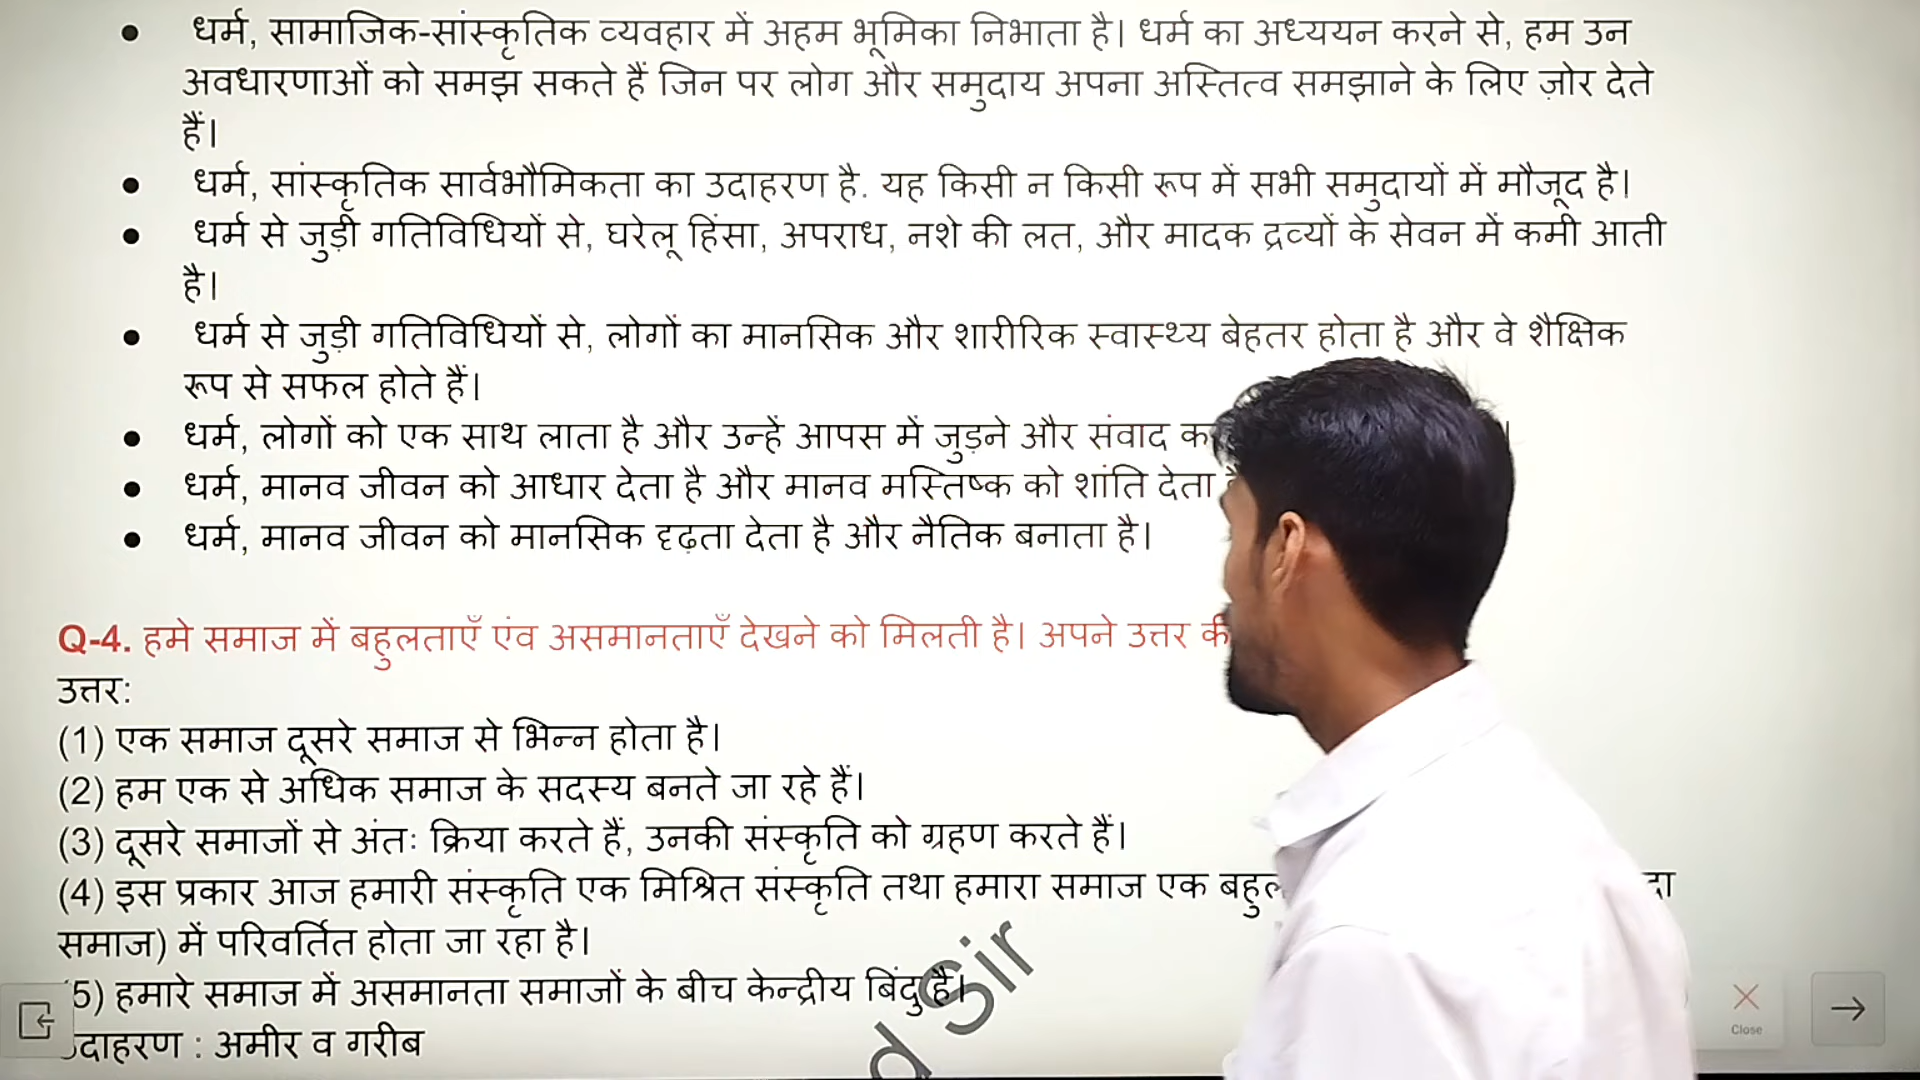 ● धर्म, सामाजिक-सांस्कृतिक व्यवहार में अहम भूमिका निभाता है। धर्म का अध्ययन करने से, हम उन
अवधारणाओं को समझ सकते हैं जिन पर लोग और समुदाय अपना अस्तित्व समझाने के लिए ज़ोर देते
हैं।
● धर्म, सांस्कृतिक सार्वभौमिकता का उदाहरण है. यह किसी न किसी रूप में सभी समुदायों में मौजूद है।
● धर्म से जुड़ी गतिविधियों से, घरेलू हिंसा, अपराध, नशे की लत, और मादक द्रव्यों के सेवन में कमी आती
है।
● धर्म से जुड़ी गतिविधियों से, लोगों का मानसिक और शारीरिक स्वास्थ्य बेहतर होता है और वे शैक्षिक
रूप से सफल होते हैं।
● धर्म, लोगों को एक साथ लाता है और उन्हें आपस में जुड़ने और संवाद
● धर्म, मानव जीवन को आधार देता है और मानव मस्तिष्क को शांति देता
● धर्म, मानव जीवन को मानसिक दृढ़ता देता है और नैतिक बनाता है।
Q-4. हमे समाज में बहुलताएँ एंव असमानताएँ देखने को मिलती है। अपने उत्तर की
उत्तर:
(1) एक समाज दूसरे समाज से भिन्न होता है।
(2) हम एक से अधिक समाज के सदस्य बनते जा रहे हैं।
(3) दूसरे समाजों से अंतः क्रिया करते हैं, उनकी संस्कृति को ग्रहण करते हैं।
(4) इस प्रकार आज हमारी संस्कृति एक मिश्रित संस्कृति तथा हमारा समाज एक
समाज) में परिवर्तित होता जा रहा है।
5) हमारे समाज में असमानता समाजों के बीच केन्द्रीय बिंदु है।
उदाहरण : अमीर व गरीब
d Sir
Close